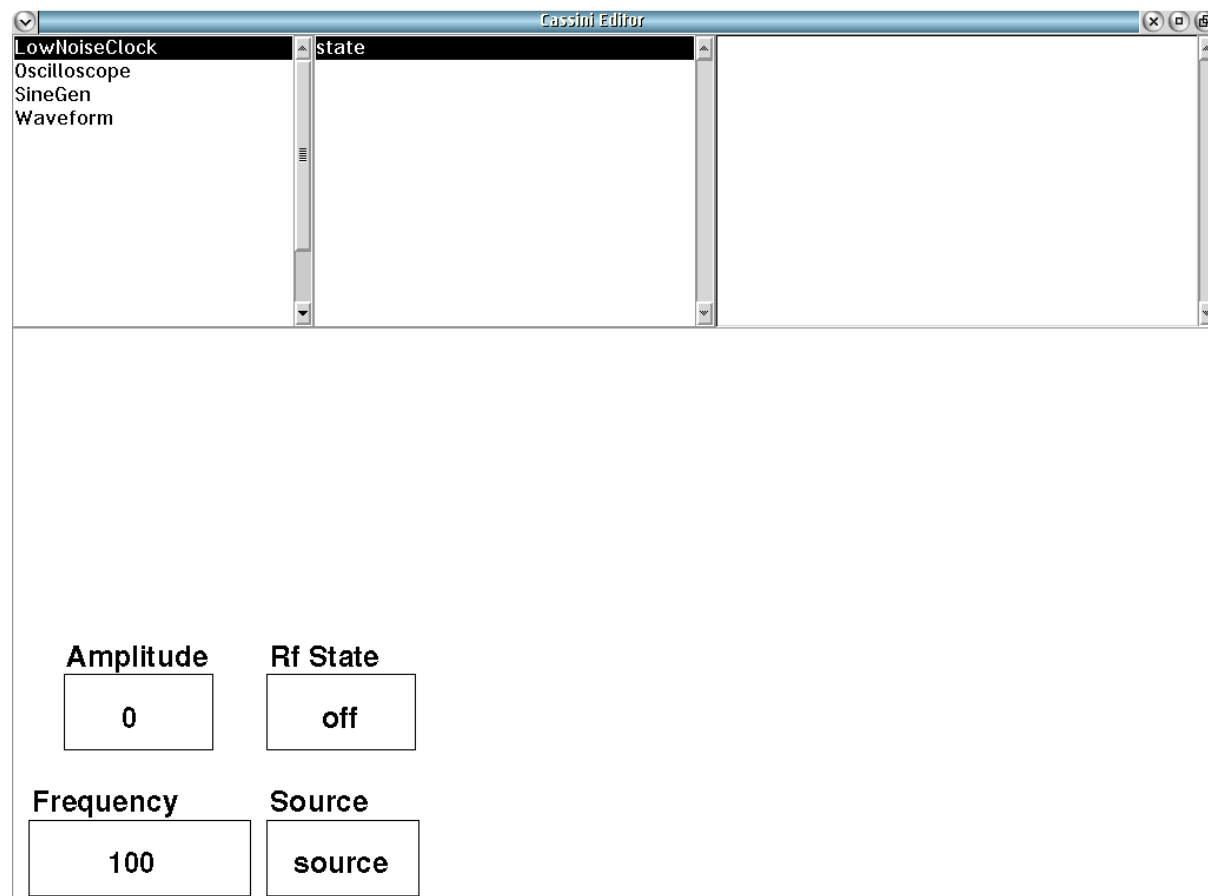 Cassini Editor
LowNoiseClock
Oscilloscope
SineGen
Waveform
state
Amplitude
0
Rf State
off
Frequency
100
Source
source